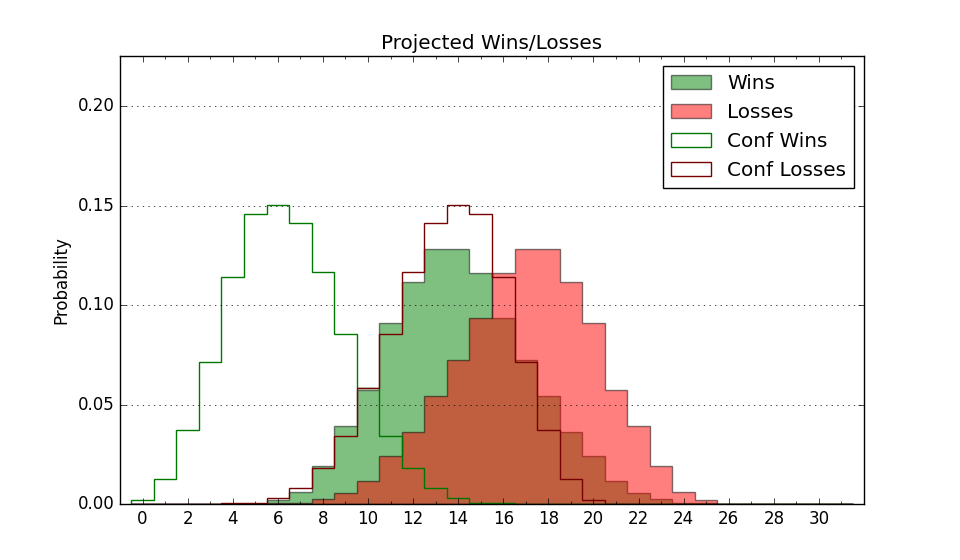 Projected Wins/Losses
Wins
Losses
Conf Wins
Conf Losses
Probability
0.20
0.15
0.10
0.05
0.00
0 2 4 6 8 10 12 14 16 18 20 22 24 26 28 30